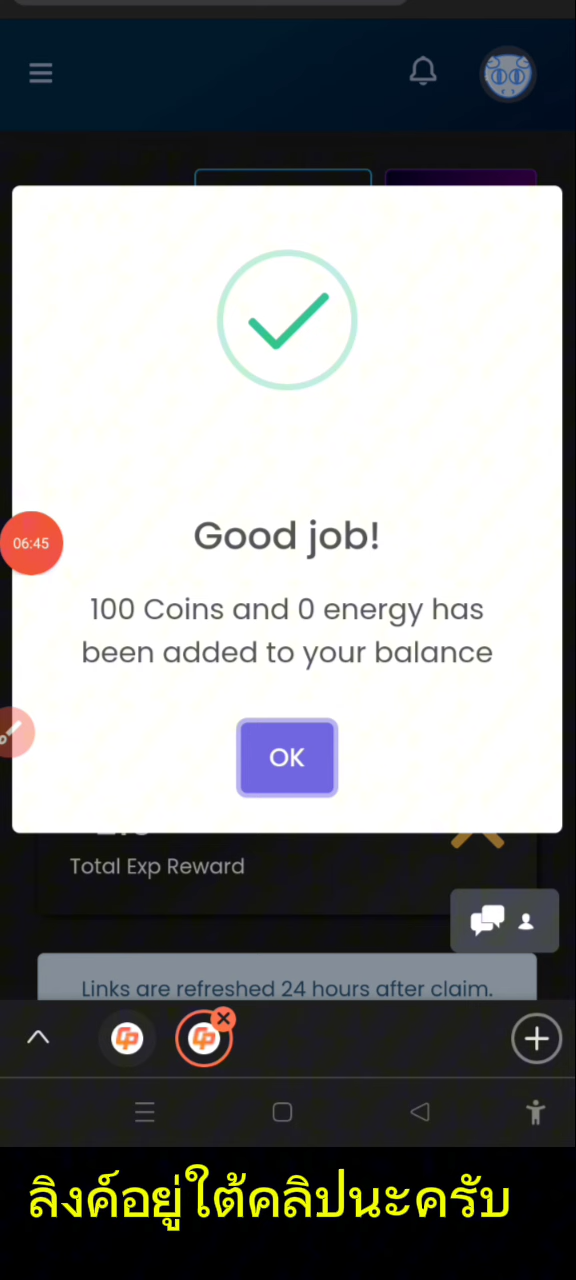 Good job!
06:45
100 Coins and 0 energy has
been added to your balance
OK
Total Exp Reward
Links are refreshed 24 hours after claim.
ลิงค์อยู่ใต้คลิปนะครับ